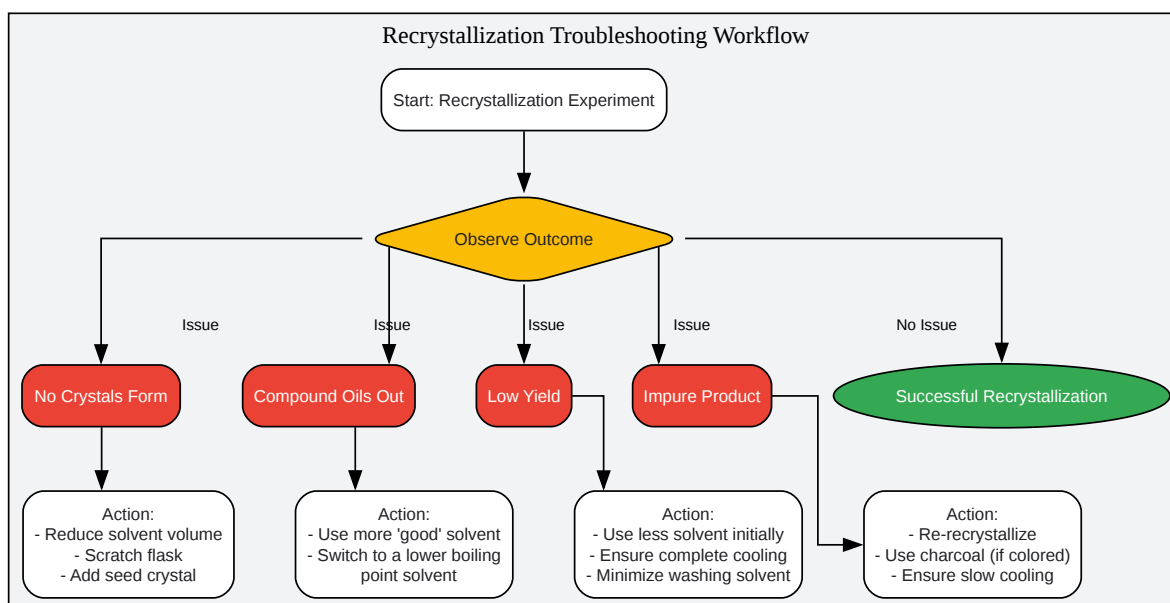 Recrystallization Troubleshooting Workflow
Start: Recrystallization Experiment
Observe Outcome
Issue
Issue
Issue
Issue
No Issue
No Crystals Form
Compound Oils Out
Low Yield
Impure Product
Successful Recrystallization
Action:
- Reduce solvent volume
- Scratch flask
- Add seed crystal
Action:
- Use more 'good' solvent
- Switch to a lower boiling
point solvent
Action:
- Use less solvent initially
- Ensure complete cooling
- Minimize washing solvent
Action:
- Re-recrystallize
- Use charcoal (if colored)
- Ensure slow cooling